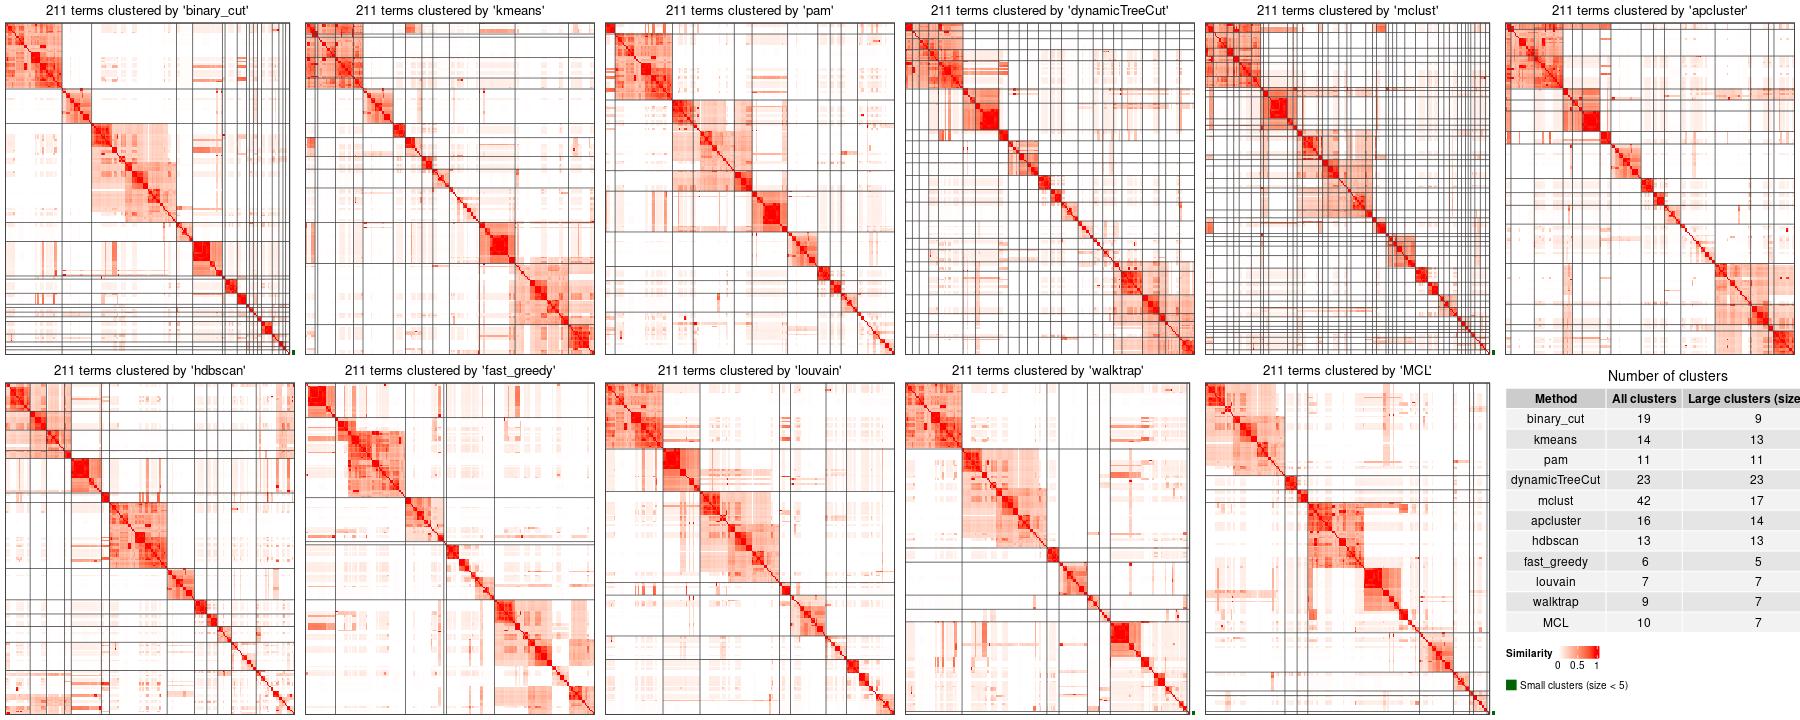 211 terms clustered by 'binary_cut'
211 terms clustered by 'kmeans'
211 terms clustered by 'pam'
211 terms clustered by 'dynamicTreeCut'
211 terms clustered by 'mclust'
211 terms clustered by 'apcluster'
211 terms clustered by 'hdbscan'
211 terms clustered by 'fast_greedy'
211 terms clustered by 'louvain'
211 terms clustered by 'walktrap'
211 terms clustered by 'MCL'
Number of clusters
Method All clusters Large clusters (size
binary_cut 19 9
kmeans 14 13
pam 11 11
dynamicTreeCut 23 23
mclust 42 17
apcluster 16 14
hdbscan 13 13
fast_greedy 6 5
louvain 7 7
walktrap 9 7
MCL 10 7
Similarity
0 0.5 1
Small clusters (size < 5)